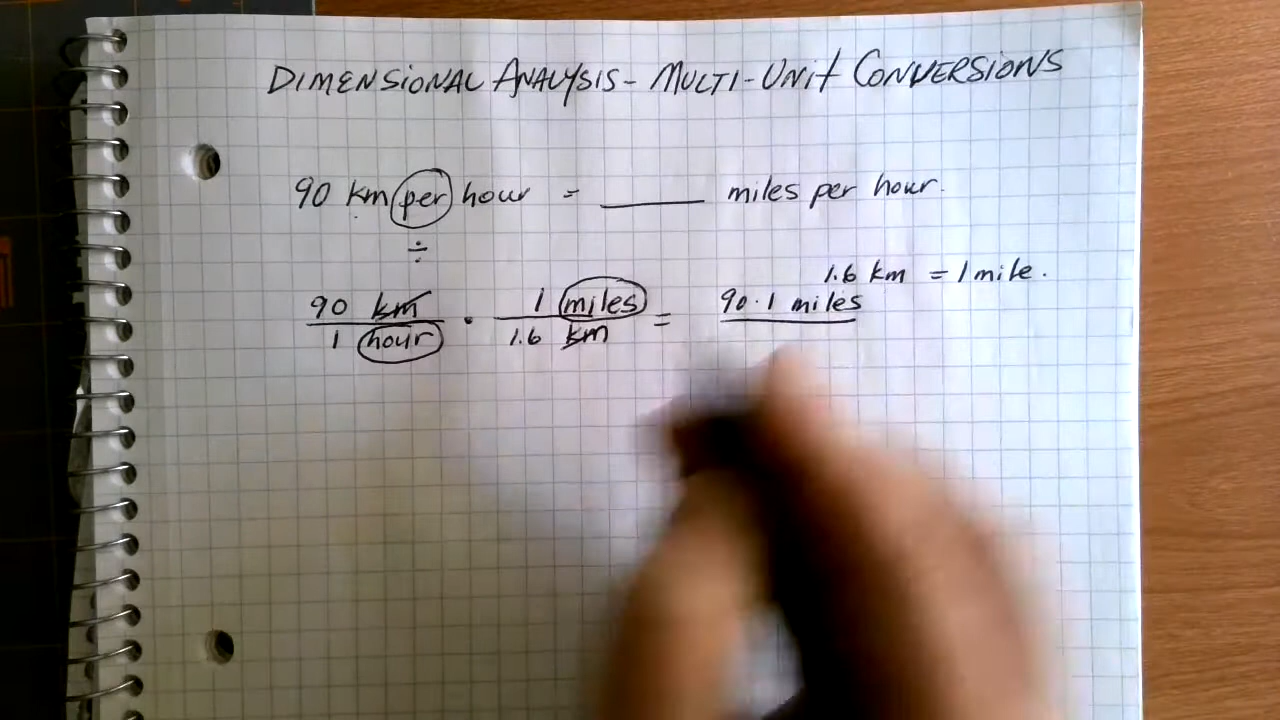 DIMENSIONAL ANALYSIS - MULTI-UNIT CONVERSIONS
90 km per hour = ______ miles per hour.
÷
1.6 km = 1 mile.
90 km / 1 hour · 1 miles / 1.6 km = 90·1 miles